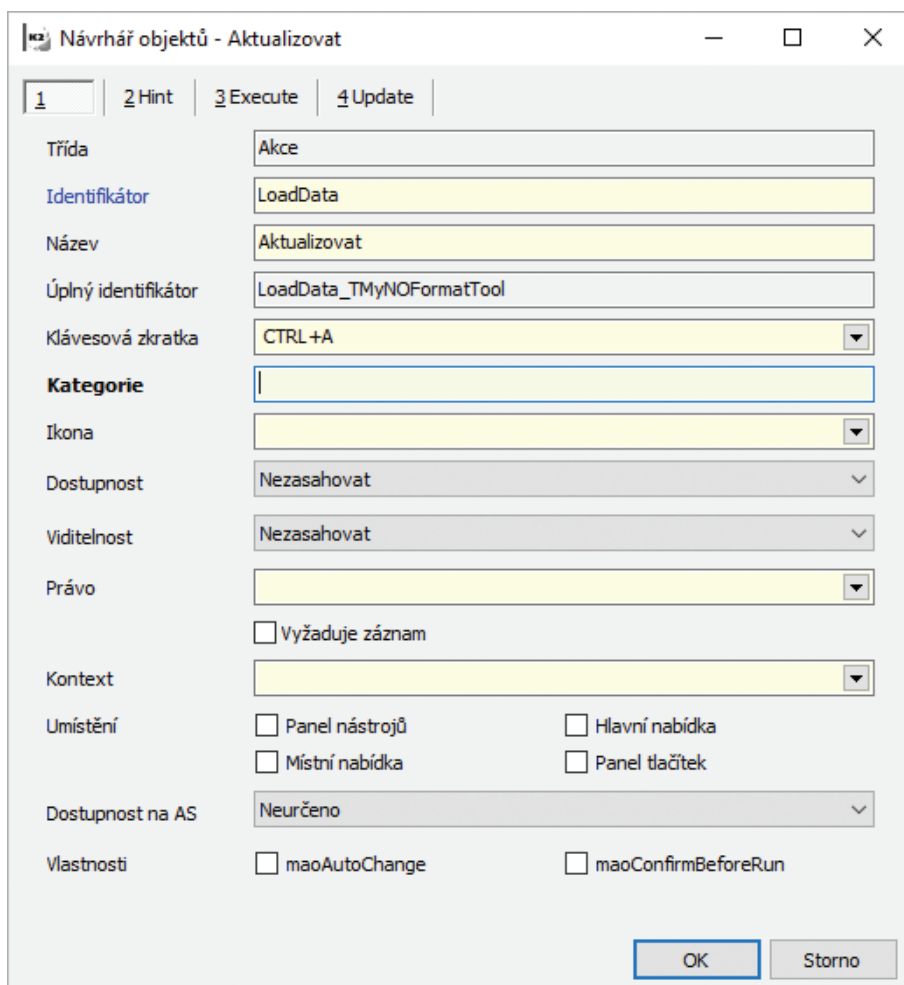 K2 Návrhář objektů - Aktualizovat
1 2 Hint 3 Execute 4 Update
Třída Akce
Identifikátor LoadData
Název Aktualizovat
Úplný identifikátor LoadData_TMyNOFormatTool
Klávesová zkratka CTRL+A
Kategorie
Ikona
Dostupnost Nezasahovat
Viditelnost Nezasahovat
Právo
Vyžaduje záznam
Kontext
Umístění Panel nástrojů Hlavní nabídka
Místní nabídka Panel tlačítek
Dostupnost na AS Neurčeno
Vlastnosti maoAutoChange maoConfirmBeforeRun
OK Storno